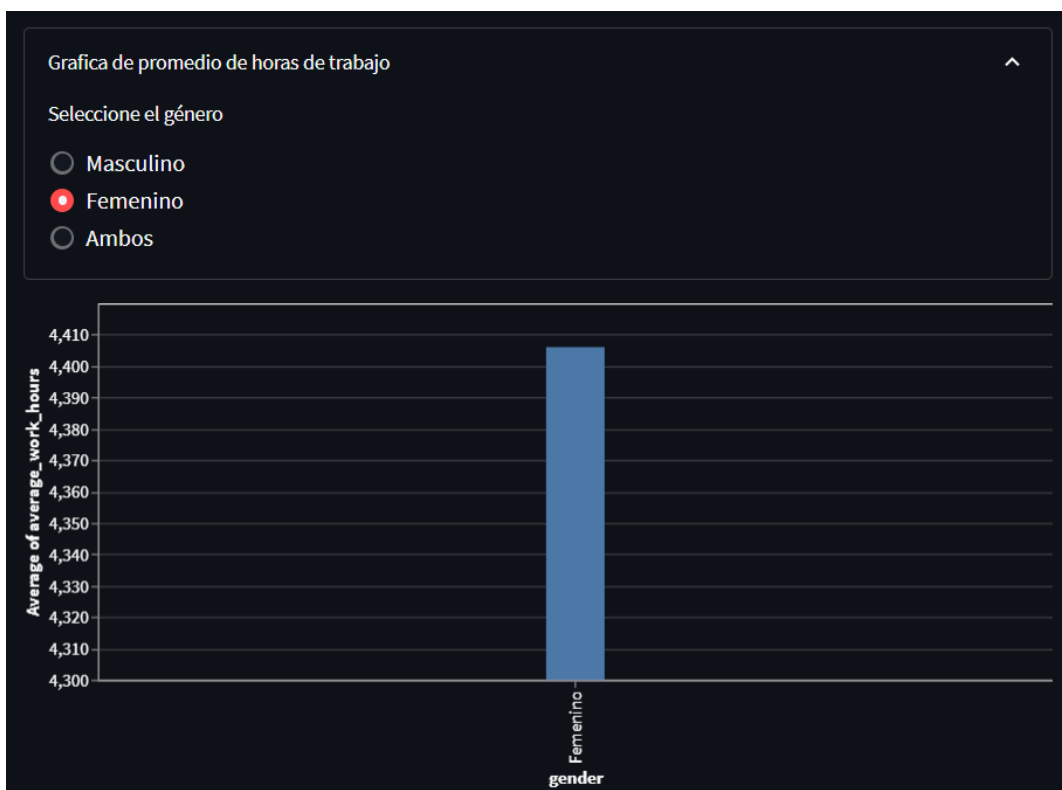 Grafica de promedio de horas de trabajo
Seleccione el género
Masculino
Femenino
Ambos
Average of average_work_hours
4,410
4,400
4,390
4,380
4,370
4,360
4,350
4,340
4,330
4,320
4,310
4,300
Femenino
gender